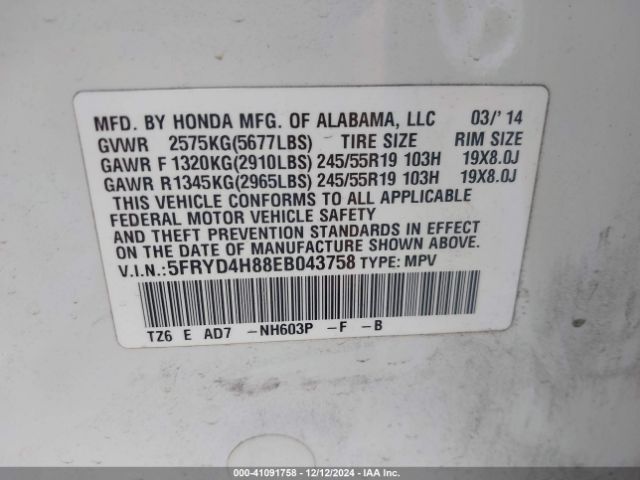 MFD. BY HONDA MFG. OF ALABAMA, LLC 03/'14
GVWR 2575KG(5677LBS) TIRE SIZE RIM SIZE
GAWR F 1320KG(2910LBS) 245/55R19 103H 19X8.0J
GAWR R 1345KG(2965LBS) 245/55R19 103H 19X8.0J
THIS VEHICLE CONFORMS TO ALL APPLICABLE
FEDERAL MOTOR VEHICLE SAFETY
AND THEFT PREVENTION STANDARDS IN EFFECT
ON THE DATE OF MANUFACTURE SHOWN ABOVE.
V.I.N.:5FRYD4H88EB043758 TYPE: MPV
TZ6 E AD7 -NH603P -F -B
000-41091758 - 12/12/2024 - IAA Inc.